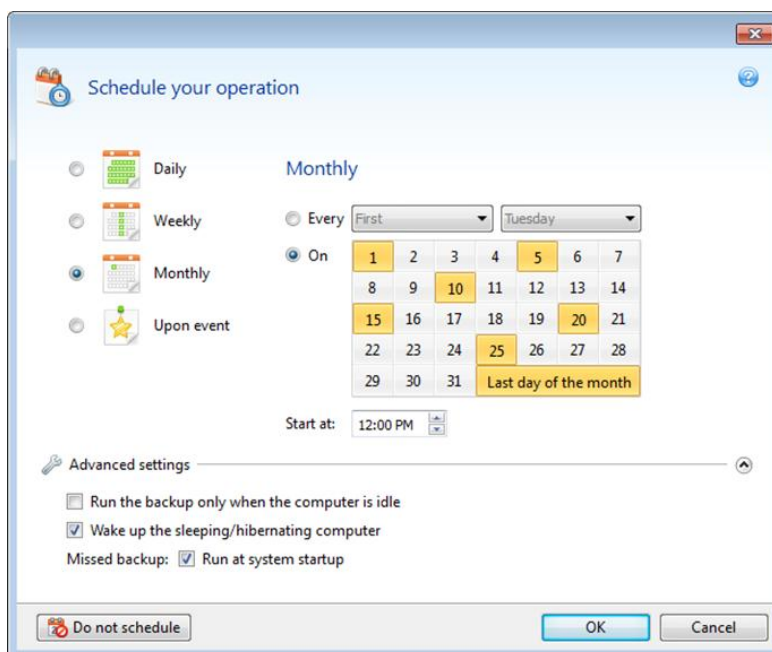 Schedule your operation
Daily
Weekly
Monthly
Upon event
Monthly
Every First Tuesday
On
1 2 3 4 5 6 7
8 9 10 11 12 13 14
15 16 17 18 19 20 21
22 23 24 25 26 27 28
29 30 31 Last day of the month
Start at: 12:00 PM
Advanced settings
Run the backup only when the computer is idle
Wake up the sleeping/hibernating computer
Missed backup: Run at system startup
Do not schedule OK Cancel